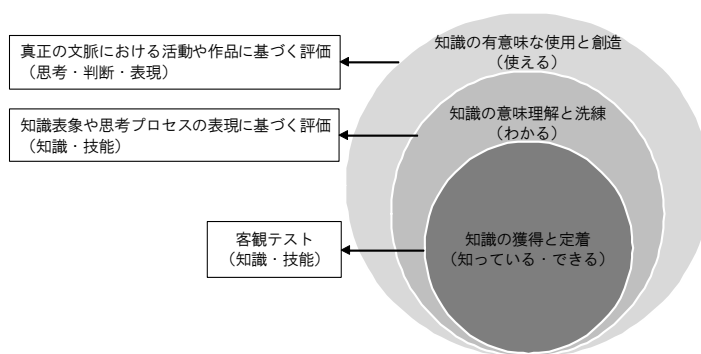 真正の文脈における活動や作品に基づく評価
（思考・判断・表現）
知識の有意味な使用と創造
（使える）
知識表象や思考プロセスの表現に基づく評価
（知識・技能）
知識の意味理解と洗練
（わかる）
客観テスト
（知識・技能）
知識の獲得と定着
（知っている・できる）